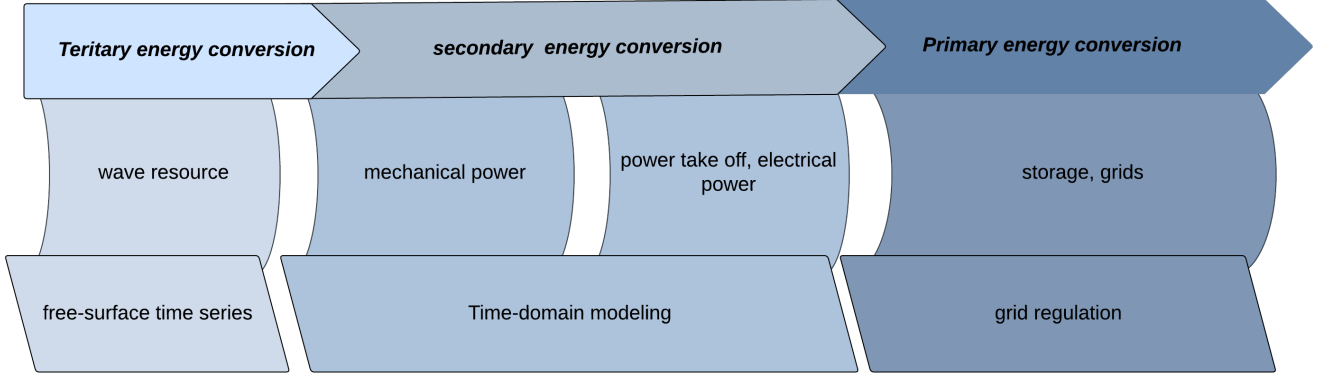 Teritary energy conversion
secondary  energy conversion
Primary energy conversion
wave resource
mechanical power
power take off, electrical
power
storage, grids
free-surface time series
Time-domain modeling
grid regulation